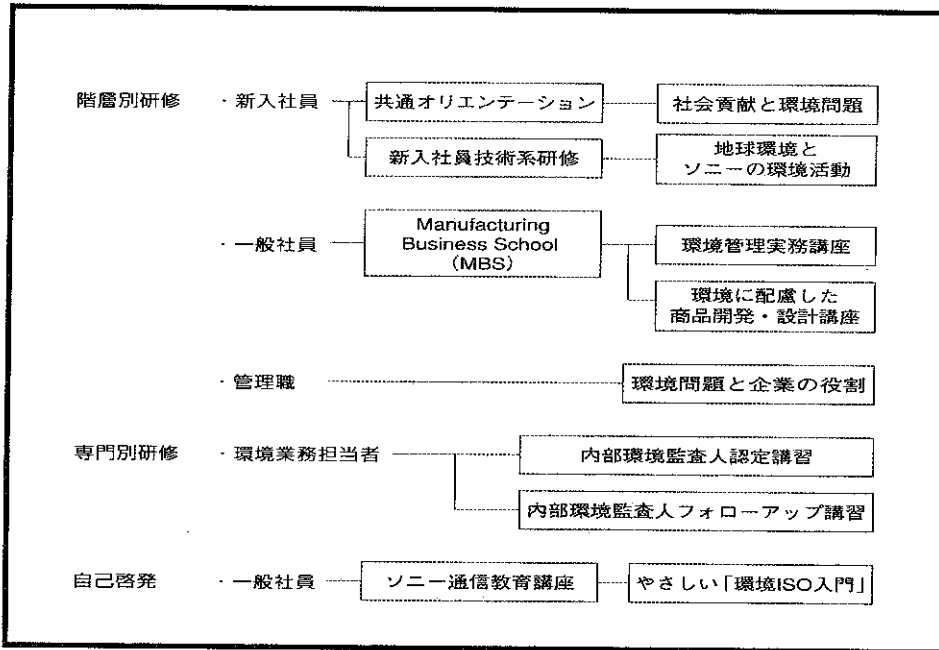 階層別研修 ・新入社員 共通オリエンテーション 社会貢献と環境問題
新入社員技術系研修 地球環境と
ソニーの環境活動
・一般社員 Manufacturing
Business School
(MBS) 環境管理実務講座
環境に配慮した
商品開発・設計講座
・管理職 環境問題と企業の役割
専門別研修 ・環境業務担当者 内部環境監査人認定講習
内部環境監査人フォローアップ講習
自己啓発 ・一般社員 ソニー通信教育講座 やさしい「環境ISO入門」